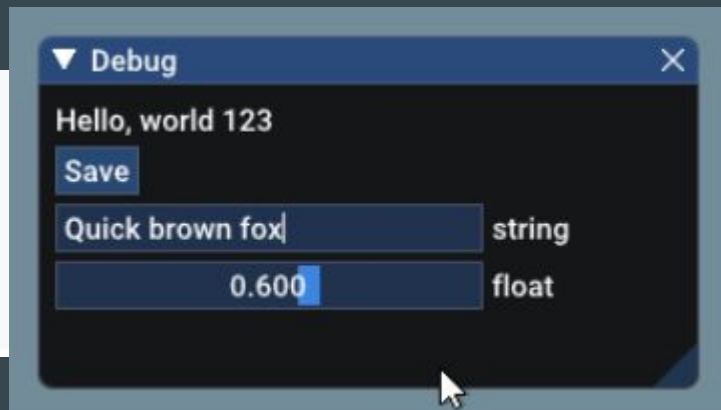 Debug
Hello, world 123
Save
Quick brown fox string
0.600 float